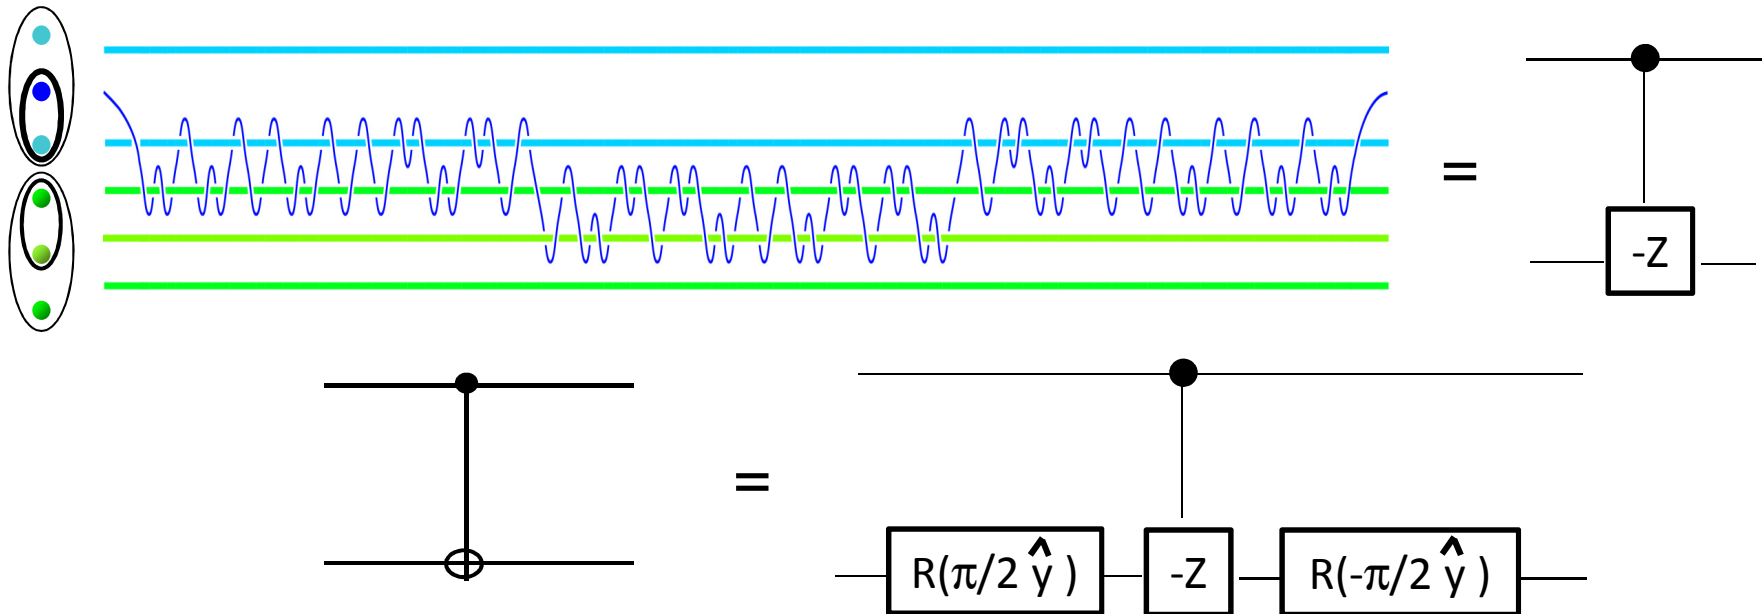 =
-Z
=
R(π/2 ŷ )
-Z
R(-π/2 ŷ )